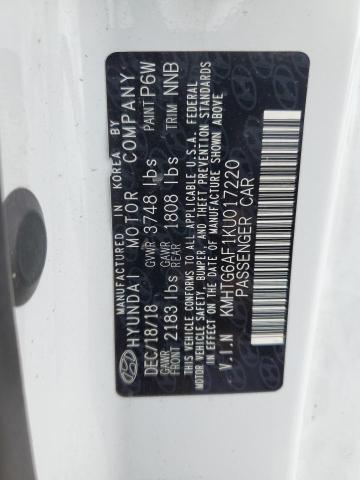 MANUFACTURED IN KOREA BY
HYUNDAI MOTOR COMPANY
DEC/18/18 GVWR 3748 lbs PAINT P6W
GAWR FRONT 2183 lbs GAWR REAR 1808 lbs TRIM NNB
THIS VEHICLE CONFORMS TO ALL APPLICABLE U.S.A. FEDERAL
MOTOR VEHICLE SAFETY, BUMPER, AND THEFT PREVENTION STANDARDS
IN EFFECT ON THE DATE OF MANUFACTURE SHOWN ABOVE
V.I.N KMHTG6AF1KU017220
PASSENGER CAR